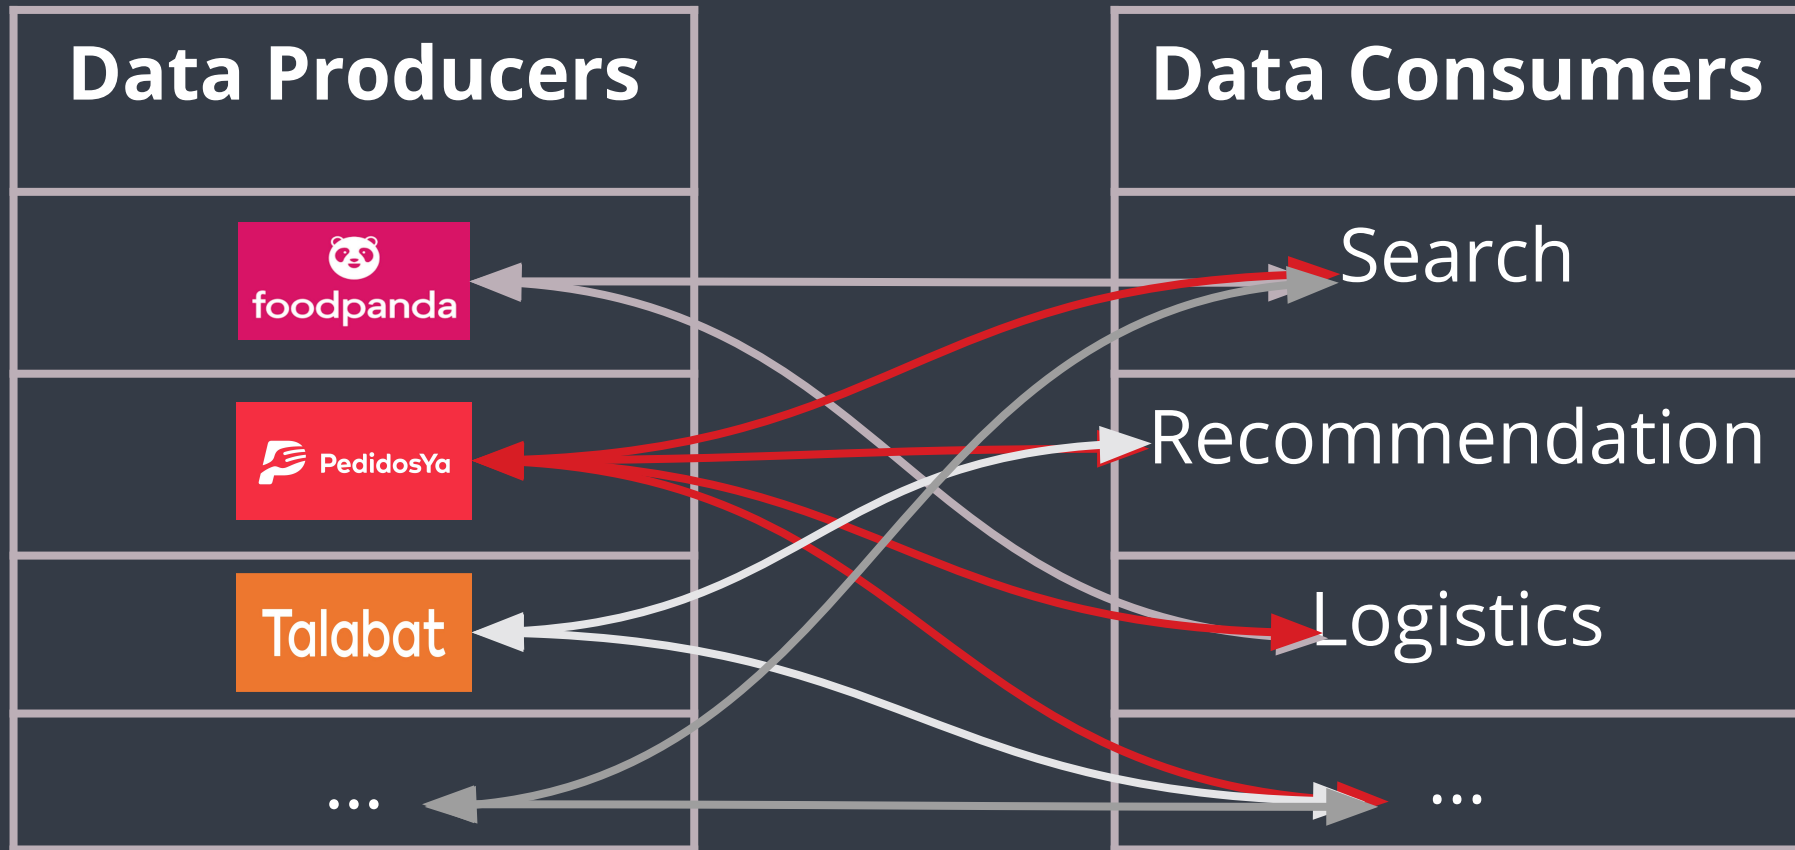 Data Producers
Data Consumers
foodpanda
Search
PedidosYa
Recommendation
Talabat
Logistics
...
...